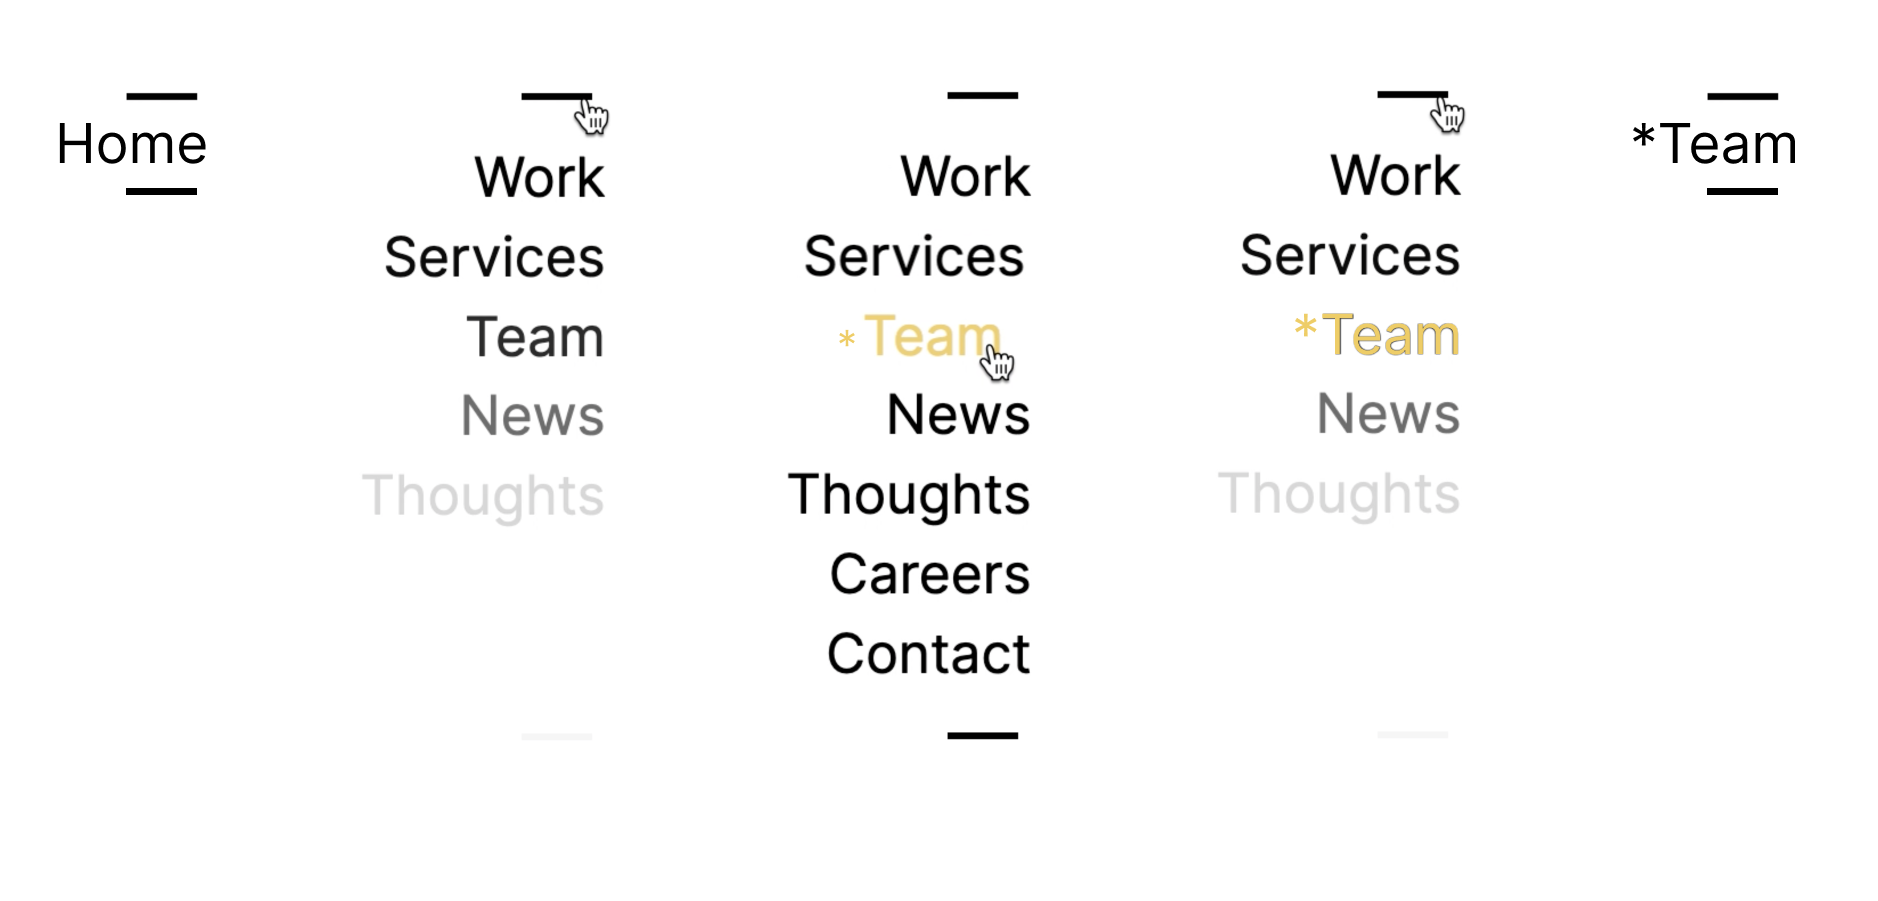 Home
Work
Services
Team
News
Thoughts
Work
Services
* Team
News
Thoughts
Careers
Contact
Work
Services
*Team
News
Thoughts
*Team